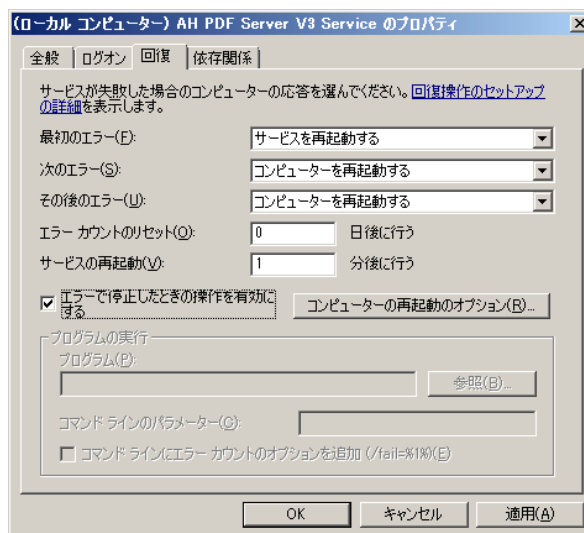 (ローカル コンピューター) AH PDF Server V3 Service のプロパティ
全般 ログオン 回復 依存関係
サービスが失敗した場合のコンピューターの応答を選んでください。回復操作のセットアップ
の詳細を表示します。
最初のエラー(F): サービスを再起動する
次のエラー(S): コンピューターを再起動する
その後のエラー(U): コンピューターを再起動する
エラー カウントのリセット(O): 0 日後に行う
サービスの再起動(V): 1 分後に行う
エラーで停止したときの操作を有効に
する
コンピューターの再起動のオプション(R)...
プログラムの実行
プログラム(P):
参照(B)...
コマンド ラインのパラメーター(C):
コマンド ラインにエラー カウントのオプションを追加 (/fail=%1%)(E)
OK キャンセル 適用(A)